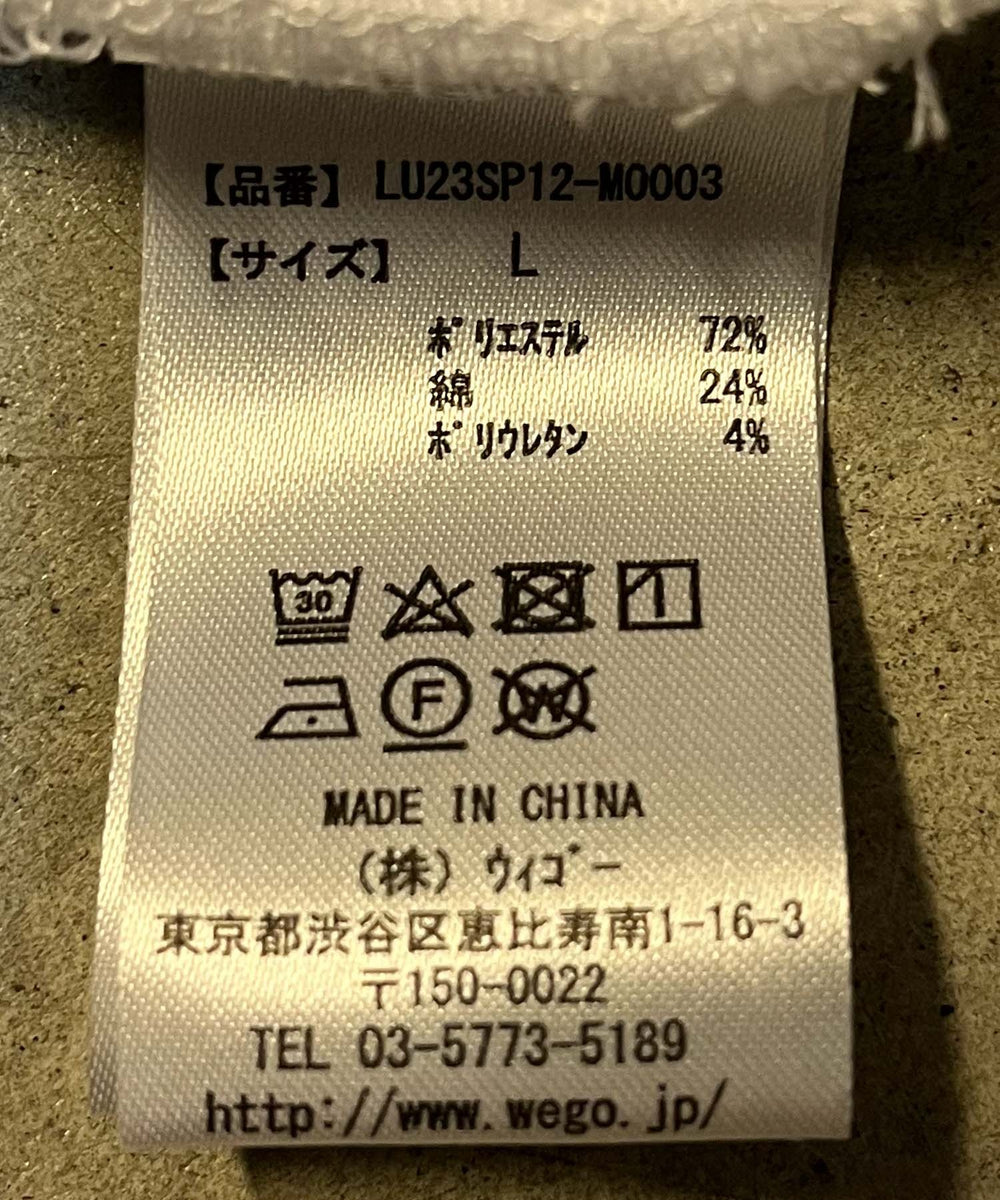 【品番】 LU23SP12-M0003
【サイズ】 L
ポリエステル 72%
綿 24%
ポリウレタン 4%
30
F W
MADE IN CHINA
(株) ウィゴー
東京都渋谷区恵比寿南1-16-3
〒150-0022
TEL 03-5773-5189
http://www.wego.jp/